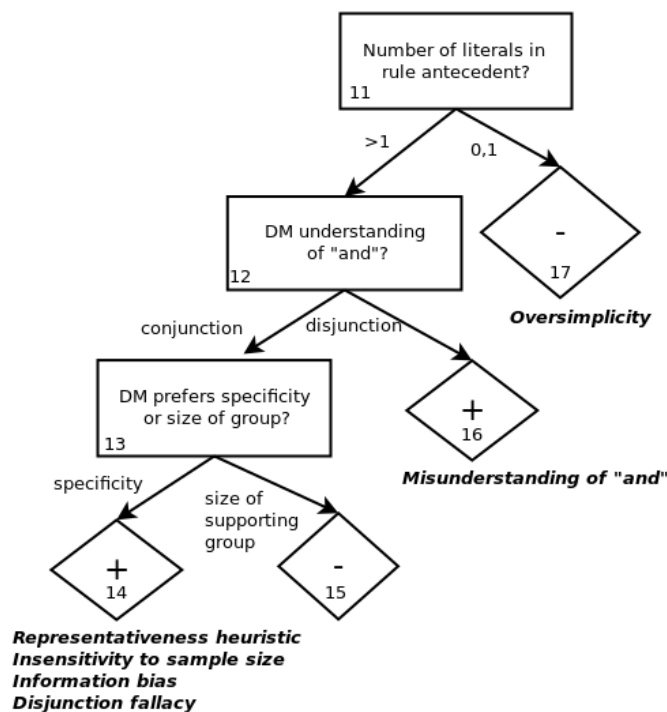 Number of literals in
rule antecedent?
11
>1
0,1
DM understanding
of "and"?
12
-
17
Oversimplicity
conjunction
disjunction
DM prefers specificity
or size of group?
13
+
16
Misunderstanding of "and"
specificity
size of
supporting
group
+
14
-
15
Representativeness heuristic
Insensitivity to sample size
Information bias
Disjunction fallacy